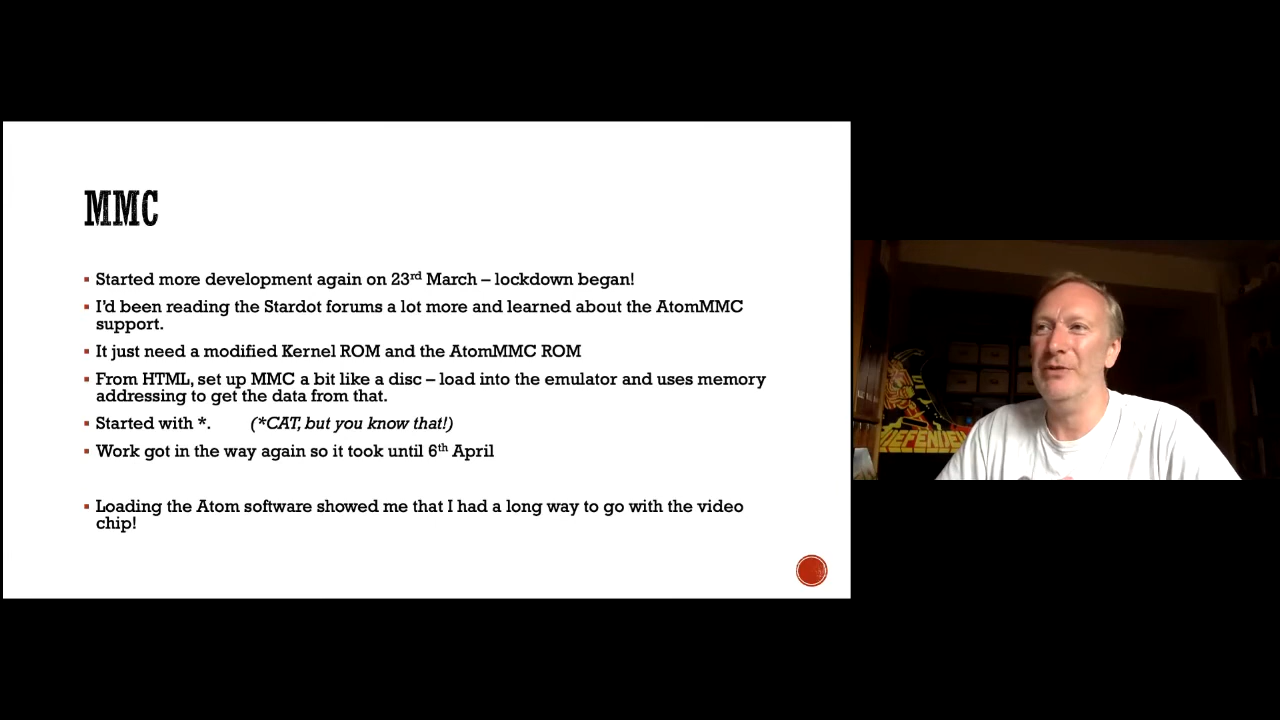 MMC
▪ Started more development again on 23rd March – lockdown began!
▪ I'd been reading the Stardot forums a lot more and learned about the AtomMMC
support.
▪ It just need a modified Kernel ROM and the AtomMMC ROM
▪ From HTML, set up MMC a bit like a disc – load into the emulator and uses memory
addressing to get the data from that.
▪ Started with *. (*CAT, but you know that!)
▪ Work got in the way again so it took until 6th April
▪ Loading the Atom software showed me that I had a long way to go with the video
chip!
DEFENDER